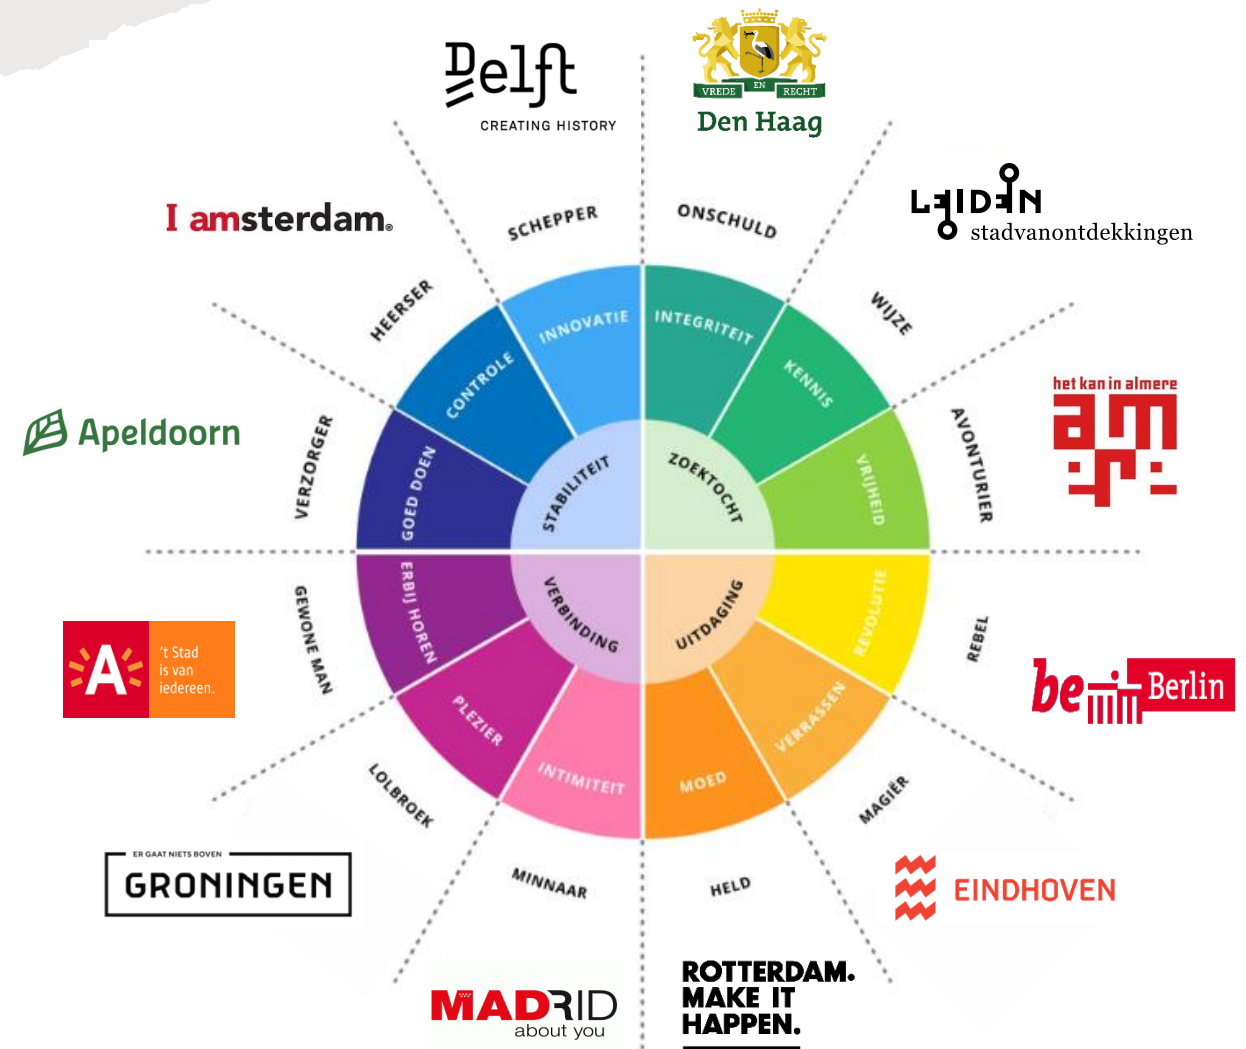 Delft
CREATING HISTORY
VREDE EN RECHT
Den Haag
I amsterdam®
LEIDEN
stadvanontdekkingen
SCHEPPER
ONSCHULD
HEERSER
WIJZE
INNOVATIE
INTEGRITEIT
CONTROLE
KENNIS
Apeldoorn
VERZORGER
GOED DOEN
STABILITEIT
ZOEKTOCHT
VRIJHEID
AVONTURIER
het kan in almere
GEWONE MAN
ERBIJ HOREN
VERBINDING
UITDAGING
REVOLUTIE
REBEL
A
't Stad
is van
iedereen.
be Berlin
PLEZIER
VERRASSEN
INTIMITEIT
MOED
LOLBROEK
MAGIËR
MINNAAR
HELD
ER GAAT NIETS BOVEN
GRONINGEN
EINDHOVEN
MADRID
about you
ROTTERDAM.
MAKE IT
HAPPEN.